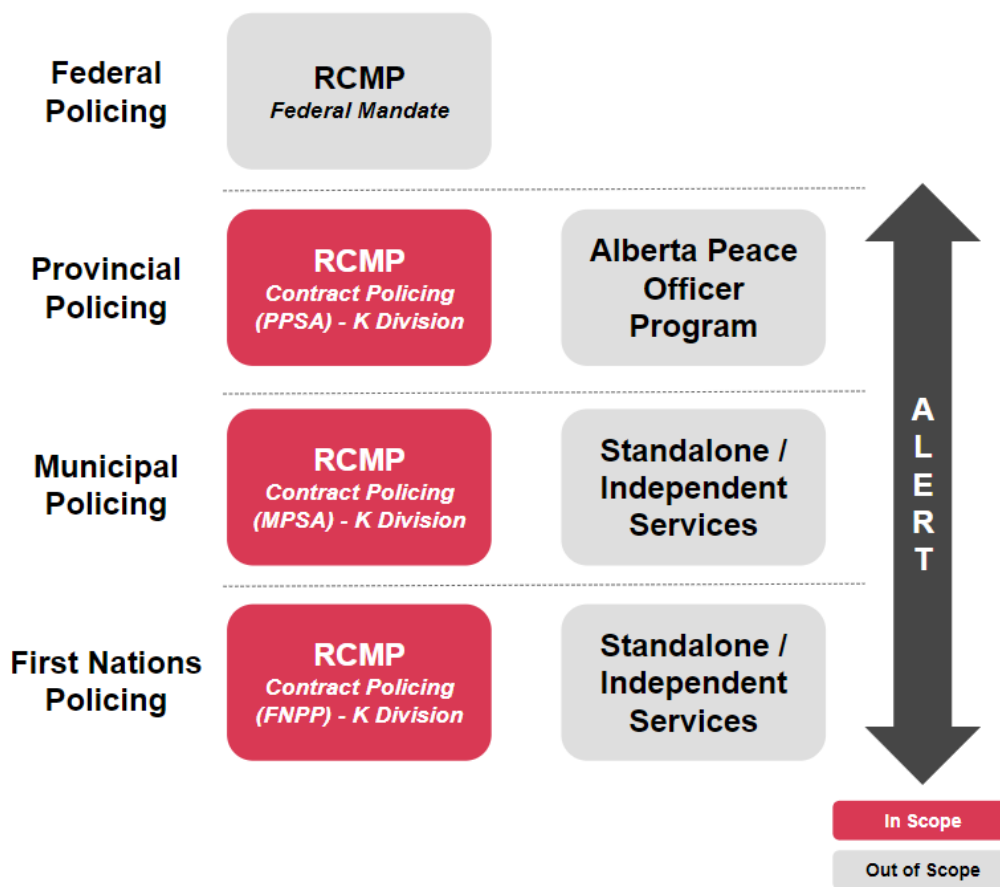 Federal
Policing
RCMP
Federal Mandate
Provincial
Policing
RCMP
Contract Policing
(PPSA) - K Division
Alberta Peace
Officer
Program
Municipal
Policing
RCMP
Contract Policing
(MPSA) - K Division
Standalone /
Independent
Services
First Nations
Policing
RCMP
Contract Policing
(FNPP) - K Division
Standalone /
Independent
Services
A
L
E
R
T
In Scope
Out of Scope